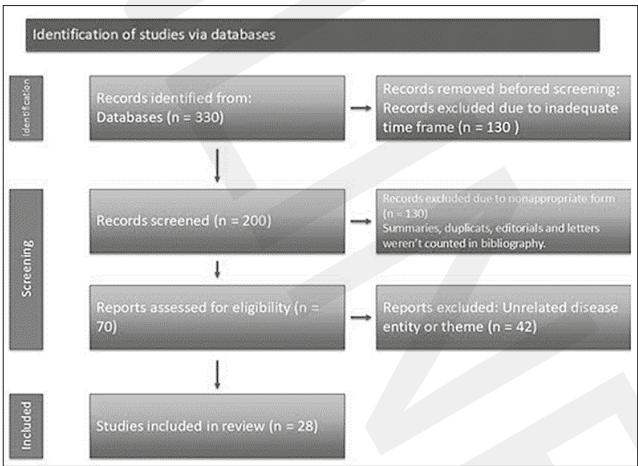 Identification of studies via databases
Identification
Records identified from:
Databases (n = 330)
Records removed befored screening:
Records excluded due to inadequate
time frame (n = 130 )
Screening
Records screened (n = 200)
Records excluded due to nonappropriate form
(n = 130)
Summaries, duplicats, editorials and letters
weren't counted in bibliography.
Reports assessed for eligibility (n =
70)
Reports excluded: Unrelated disease
entity or theme (n = 42)
Included
Studies included in review (n = 28)